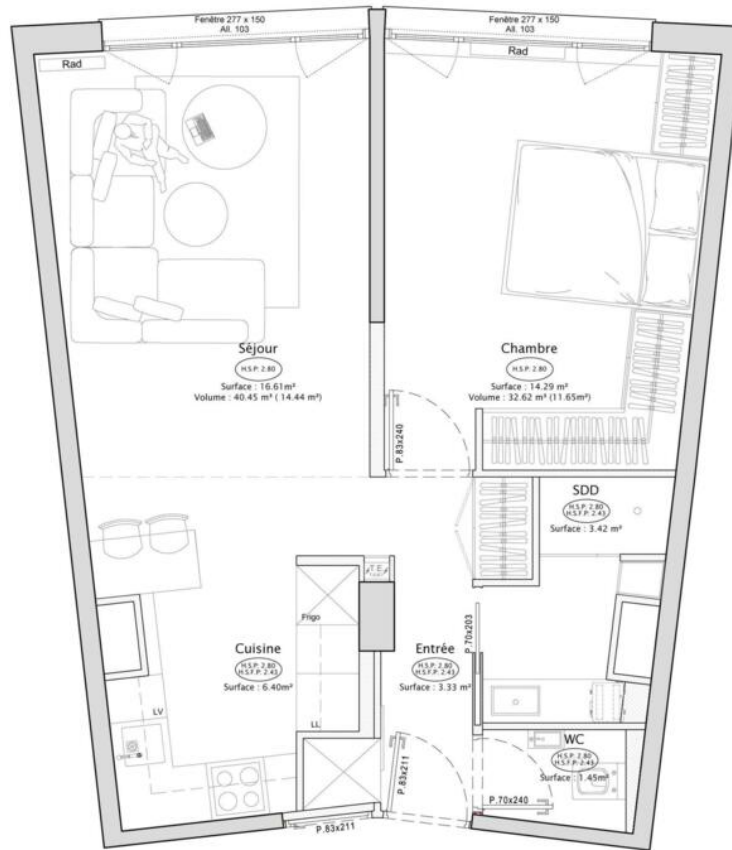 Fenêtre 277 x 150
All. 103
Fenêtre 277 x 150
All. 103
Rad
Rad
Séjour
H.S.P: 2.80
Surface : 16.61m²
Volume : 40.45 m³ ( 14.44 m²)
Chambre
H.S.P: 2.80
Surface : 14.29 m²
Volume : 32.62 m³ (11.65m²)
P.83x240
SDD
H.S.P: 2.80
H.S.F.P: 2.43
Surface : 3.42 m²
T E
Frigo
P.70x203
Cuisine
H.S.P: 2.80
H.S.F.P: 2.43
Surface : 6.40m²
Entrée
H.S.P: 2.80
H.S.F.P: 2.43
Surface : 3.33 m²
LV
LL
WC
H.S.P: 2.80
H.S.F.P: 2.43
Surface : 1.45m²
P.83x211
P.70x240
P.83x211